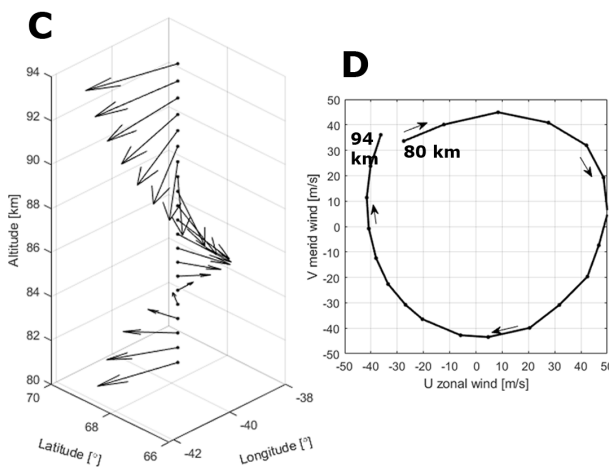 C
94
92
90
88
86
84
82
80
Altitude [km]
70
68
66
Latitude [°]
-42
-40
-38
Longitude [°]
D
50
40
30
20
10
0
-10
-20
-30
-40
-50
V merid wind [m/s]
94
km
80 km
-50 -40 -30 -20 -10 0 10 20 30 40 50
U zonal wind [m/s]